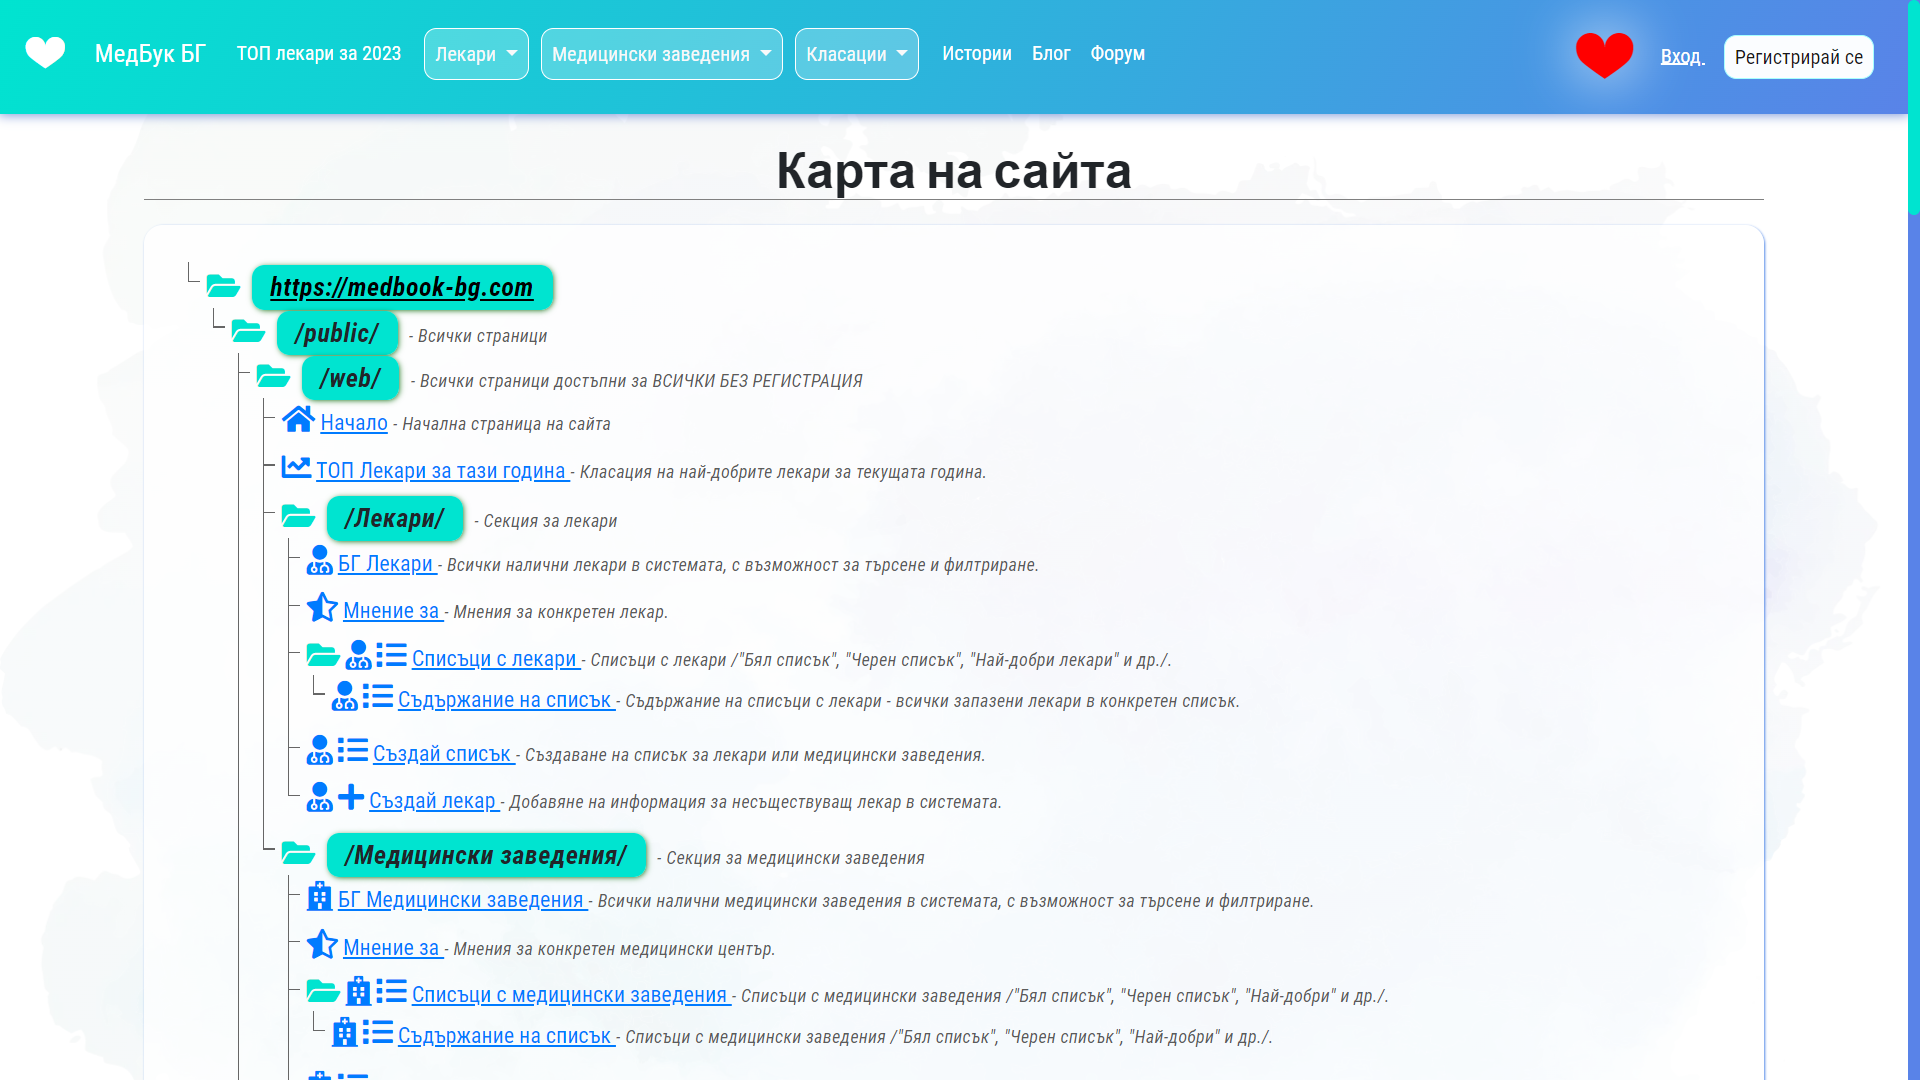 МедБук БГ ТОП лекари за 2023 Лекари Медицински заведения Класации Истории Блог Форум Вход Регистрирай се
Карта на сайта
https://medbook-bg.com
/public/ - Всички страници
/web/ - Всички страници достъпни за ВСИЧКИ БЕЗ РЕГИСТРАЦИЯ
Начало - Начална страница на сайта
ТОП Лекари за тази година - Класация на най-добрите лекари за текущата година.
/Лекари/ - Секция за лекари
БГ Лекари - Всички налични лекари в системата, с възможност за търсене и филтриране.
Мнение за - Мнения за конкретен лекар.
Списъци с лекари - Списъци с лекари /"Бял списък", "Черен списък", "Най-добри лекари" и др./.
Съдържание на списък - Съдържание на списъци с лекари - всички запазени лекари в конкретен списък.
Създай списък - Създаване на списък за лекари или медицински заведения.
Създай лекар - Добавяне на информация за несъществуващ лекар в системата.
/Медицински заведения/ - Секция за медицински заведения
БГ Медицински заведения - Всички налични медицински заведения в системата, с възможност за търсене и филтриране.
Мнение за - Мнения за конкретен медицински център.
Списъци с медицински заведения - Списъци с медицински заведения /"Бял списък", "Черен списък", "Най-добри" и др./.
Съдържание на списък - Списъци с медицински заведения /"Бял списък", "Черен списък", "Най-добри" и др./.